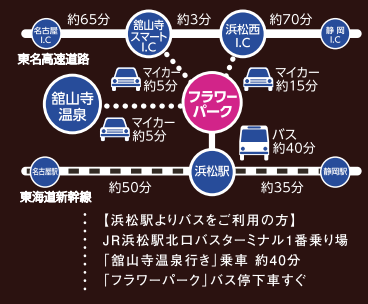 約65分
約3分
約70分
名古屋
I.C
舘山寺
スマート
I.C
浜松西
I.C
静岡
I.C
東名高速道路
マイカー
約5分
マイカー
約15分
舘山寺
温泉
フラワー
パーク
マイカー
約5分
バス
約40分
名古屋駅
浜松駅
静岡駅
東海道新幹線
約50分
約35分
【浜松駅よりバスをご利用の方】
JR浜松駅北口バスターミナル1番乗り場
「舘山寺温泉行き」乗車 約40分
「フラワーパーク」バス停下車すぐ